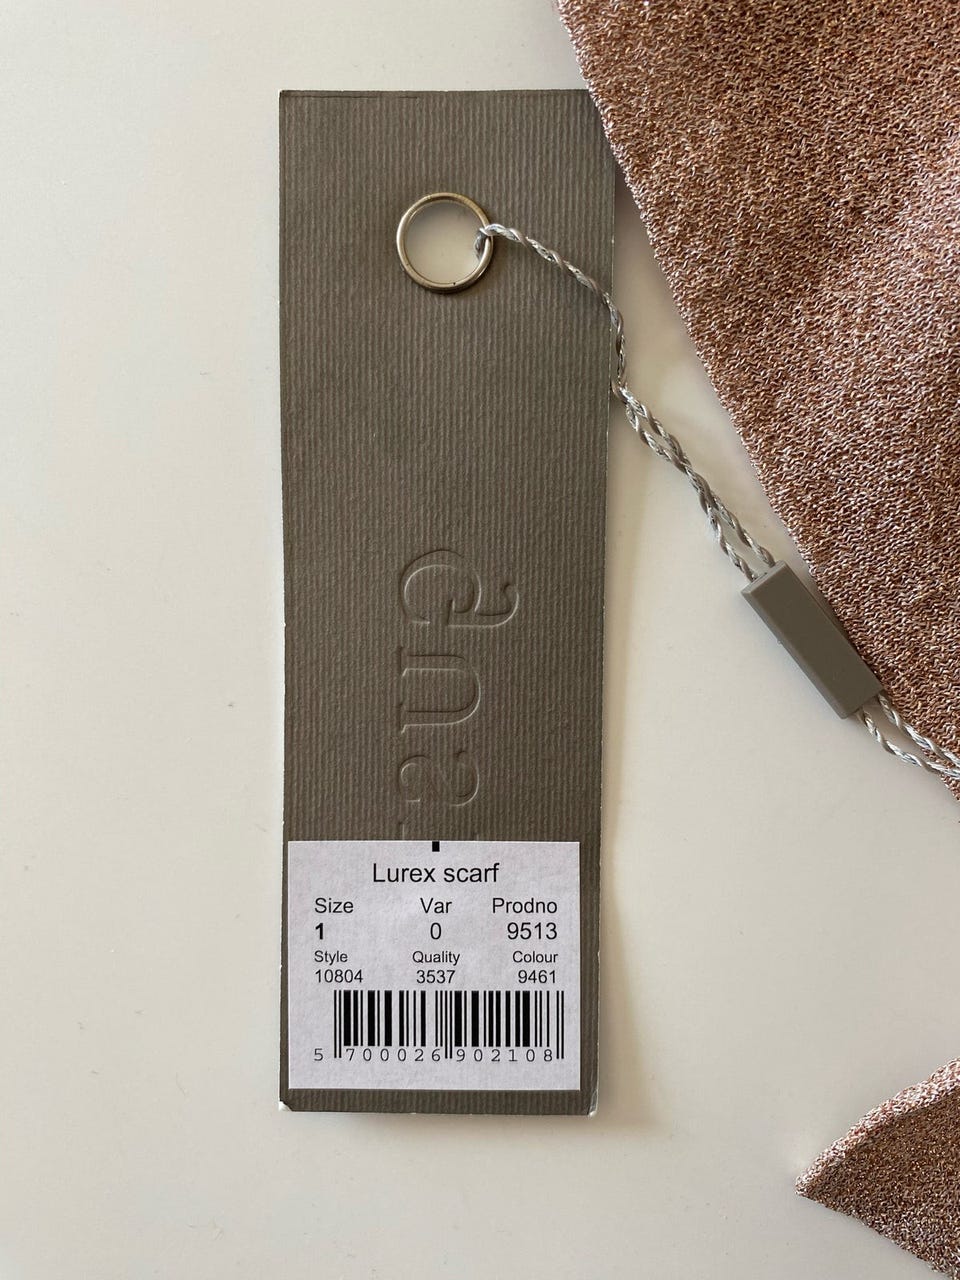 Lurex scarf
Size Var Prodno
1 0 9513
Style Quality Colour
10804 3537 9461
5 700026 902108